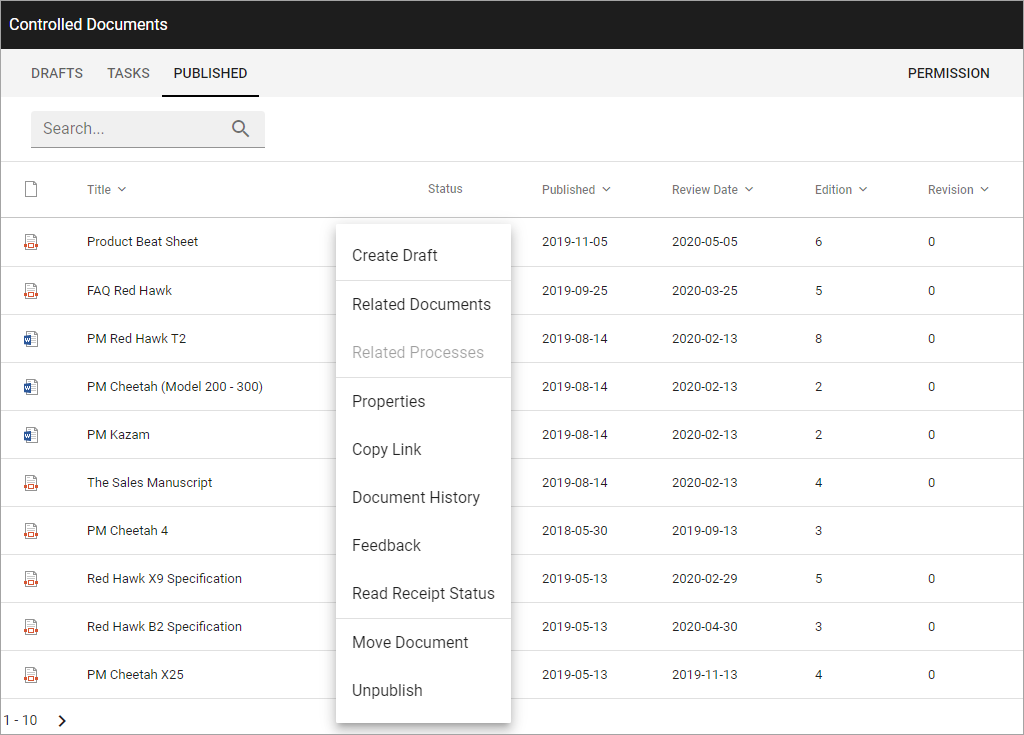 Controlled Documents
DRAFTS TASKS PUBLISHED PERMISSION
Search...
Title Status Published Review Date Edition Revision
Product Beat Sheet 2019-11-05 2020-05-05 6 0
Create Draft
FAQ Red Hawk 2019-09-25 2020-03-25 5 0
Related Documents
PM Red Hawk T2 2019-08-14 2020-02-13 8 0
Related Processes
PM Cheetah (Model 200 - 300) 2019-08-14 2020-02-13 2 0
Properties
PM Kazam 2019-08-14 2020-02-13 2 0
Copy Link
The Sales Manuscript 2019-08-14 2020-02-13 4 0
Document History
PM Cheetah 4 2018-05-30 2019-09-13 3
Feedback
Red Hawk X9 Specification 2019-05-13 2020-02-29 5 0
Read Receipt Status
Red Hawk B2 Specification 2019-05-13 2020-04-30 3 0
Move Document
PM Cheetah X25 2019-05-13 2019-11-13 4 0
Unpublish
1 - 10